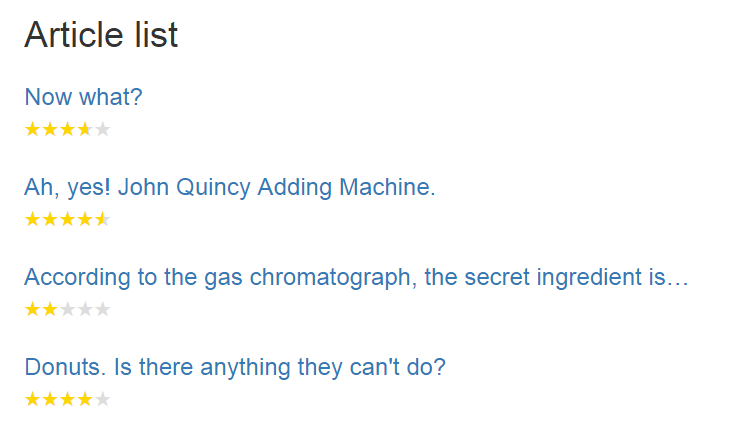 Article list
Now what?
Ah, yes! John Quincy Adding Machine.
According to the gas chromatograph, the secret ingredient is…
Donuts. Is there anything they can't do?